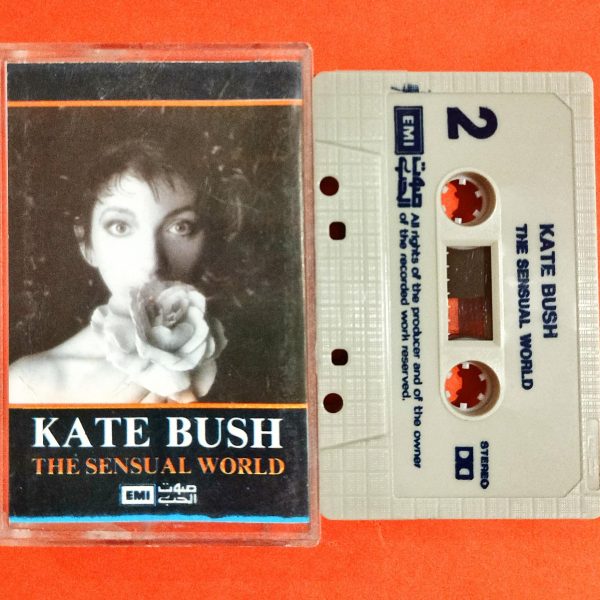 KATE BUSH
THE SENSUAL WORLD
EMI
صوت
الحب
2
EMI
صوت
الحب
All rights of the producer and of the owner
of the recorded work reserved.
KATE BUSH
THE SENSUAL WORLD
STEREO